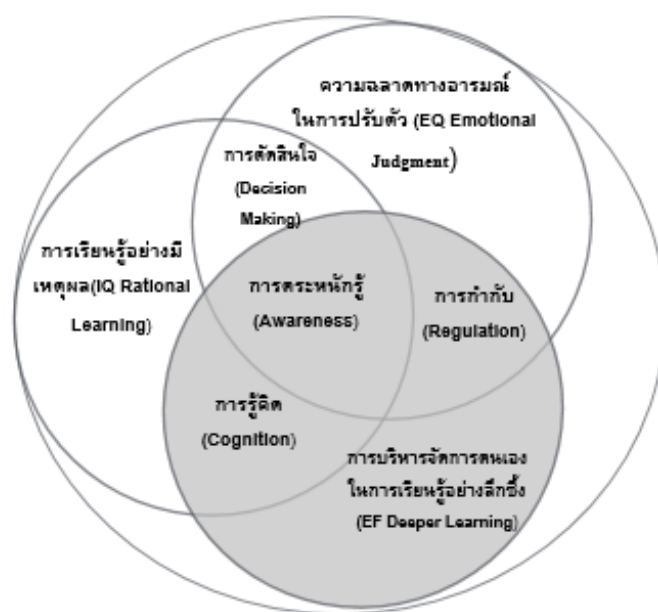 ความฉลาดทางอารมณ์
ในการปรับตัว (EQ Emotional
Judgment)
การตัดสินใจ
(Decision
Making)
การเรียนรู้อย่างมี
เหตุผล(IQ Rational
Learning)
การตระหนักรู้
(Awareness)
การกำกับ
(Regulation)
การรู้คิด
(Cognition)
การบริหารจัดการตนเอง
ในการเรียนรู้อย่างลึกซึ้ง
(EF Deeper Learning)